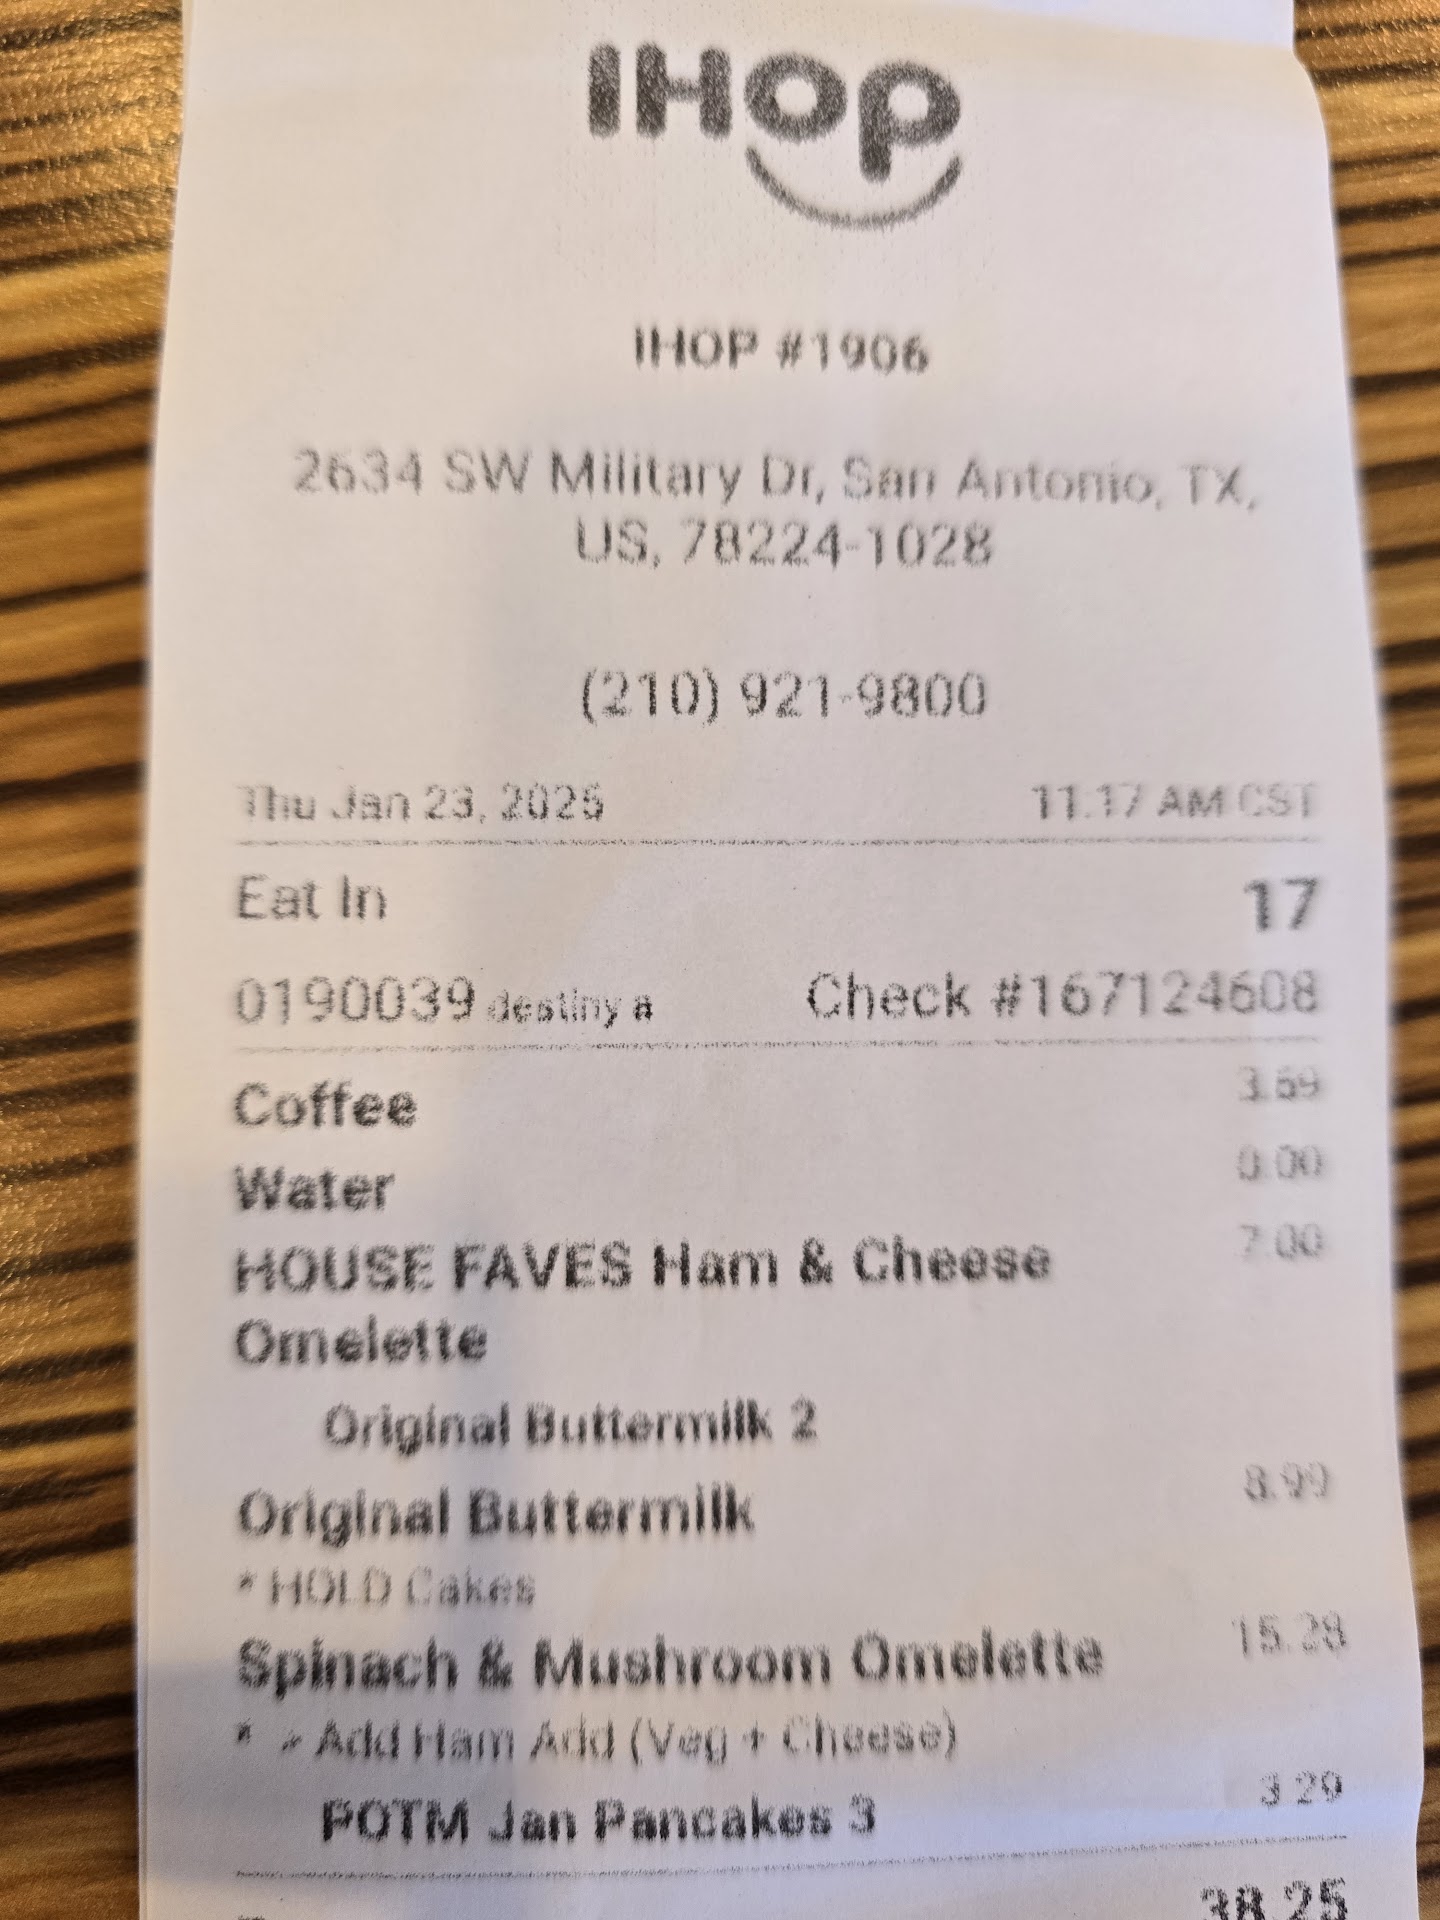 IHOP
IHOP #1906
2634 SW Military Dr, San Antonio, TX,
US, 78224-1028
(210) 921-9800
Thu Jan 23, 2025 11:17 AM CST
Eat In 17
0190039 destiny a Check #167124608
Coffee 3.69
Water 0.00
HOUSE FAVES Ham & Cheese 7.00
Omelette
Original Buttermilk 2
Original Buttermilk 8.99
* HOLD Cakes
Spinach & Mushroom Omelette 15.28
* -> Add Ham Add (Veg + Cheese)
POTM Jan Pancakes 3 3.29
38.25